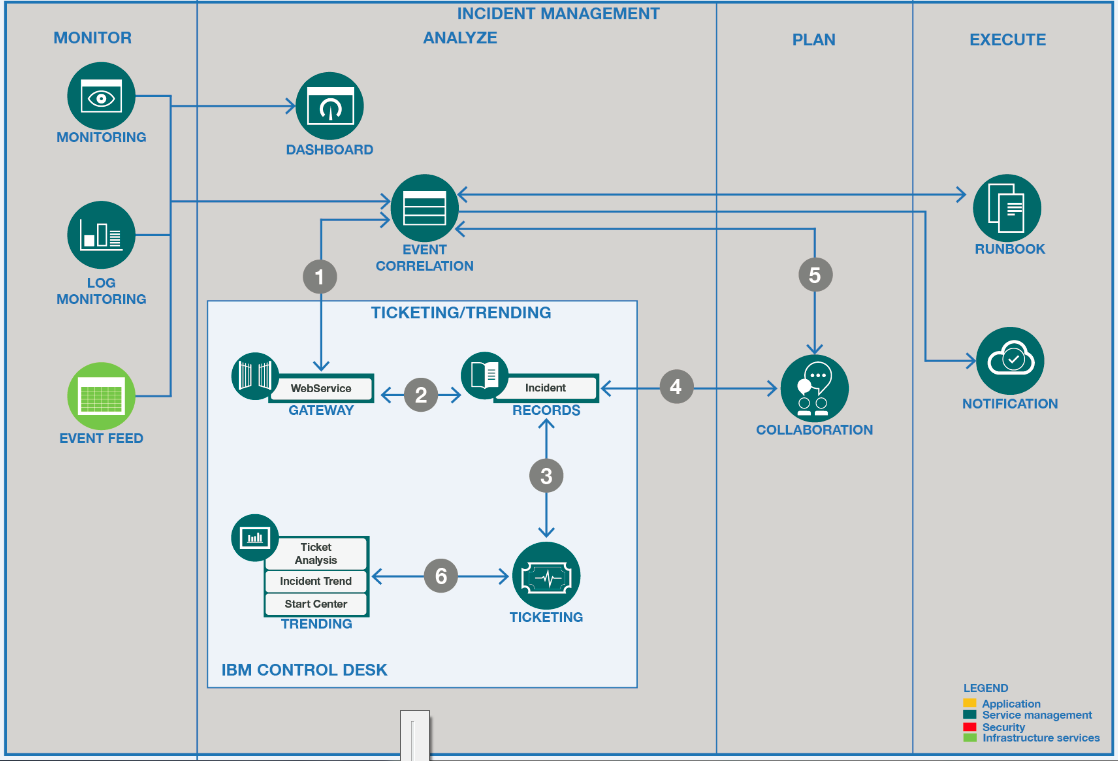 INCIDENT MANAGEMENT
MONITOR
ANALYZE
PLAN
EXECUTE
MONITORING
DASHBOARD
LOG
MONITORING
EVENT
CORRELATION
RUNBOOK
1
5
TICKETING/TRENDING
WebService
GATEWAY
2
Incident
RECORDS
4
COLLABORATION
NOTIFICATION
EVENT FEED
3
Ticket
Analysis
Incident Trend
Start Center
TRENDING
6
TICKETING
IBM CONTROL DESK
LEGEND
Application
Service management
Security
Infrastructure services